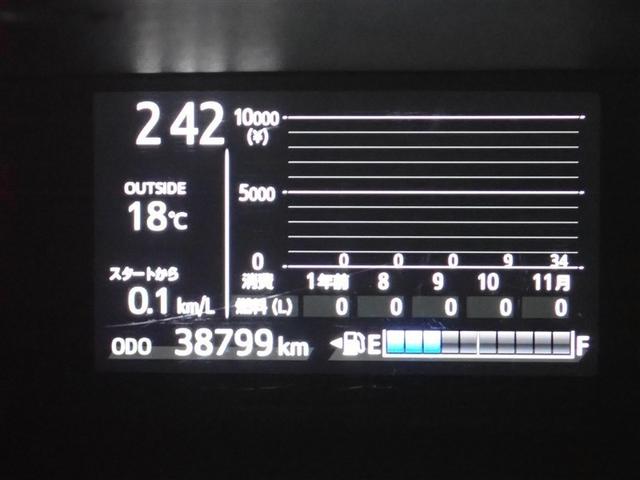 2 42
OUTSIDE
18℃
スタートから
0.1 km/L
10000
(¥)
5000
0 0 0 0 9 34
消費 1年前 8 9 10 11月
燃料 (L) 0 0 0 0 0
ODO 38799 km
E F